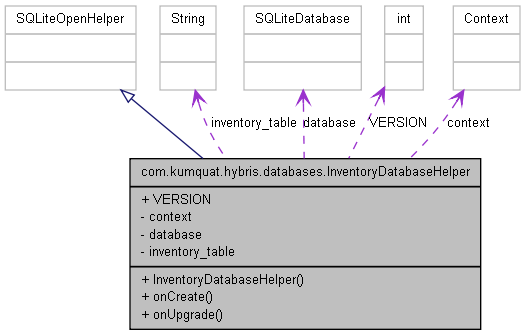 SQLiteOpenHelper
String
SQLiteDatabase
int
Context
inventory_table
database
VERSION
context
com.kumquat.hybris.databases.InventoryDatabaseHelper
+ VERSION
- context
- database
- inventory_table
+ InventoryDatabaseHelper()
+ onCreate()
+ onUpgrade()